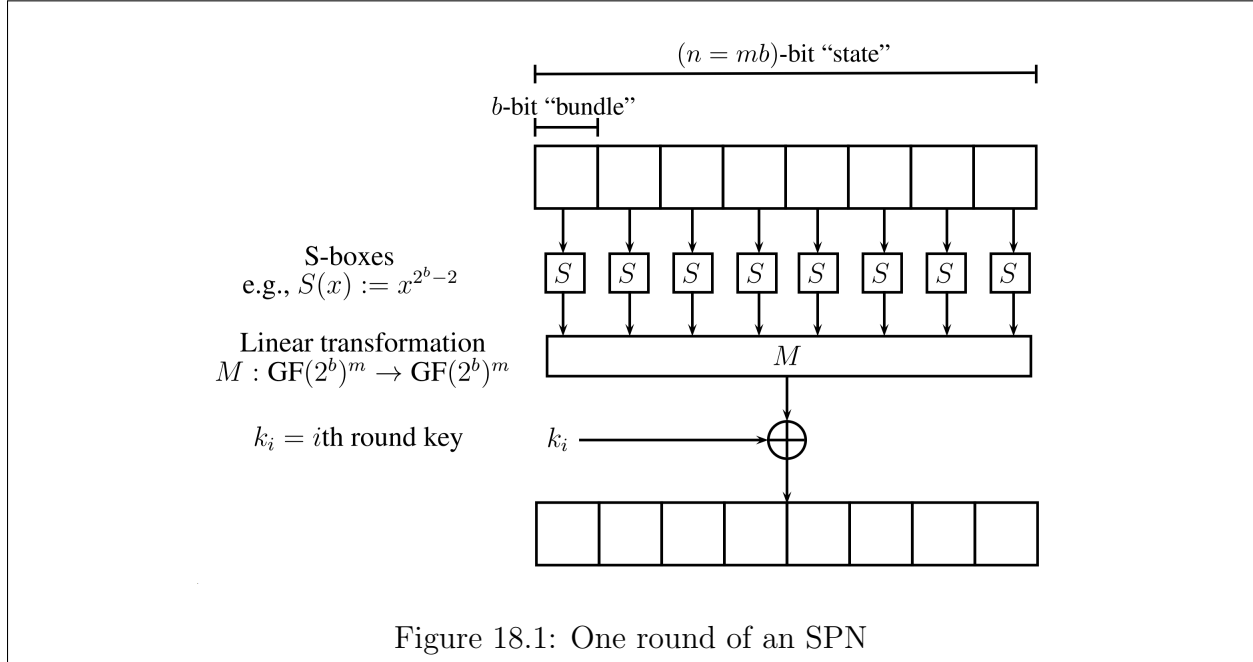 (n = mb)-bit “state”
b-bit “bundle”
S-boxes
e.g., S(x) := x^{2^b−2}
S S S S S S S S
Linear transformation
M : GF(2^b)^m → GF(2^b)^m
M
k_i = ith round key
k_i
Figure 18.1: One round of an SPN